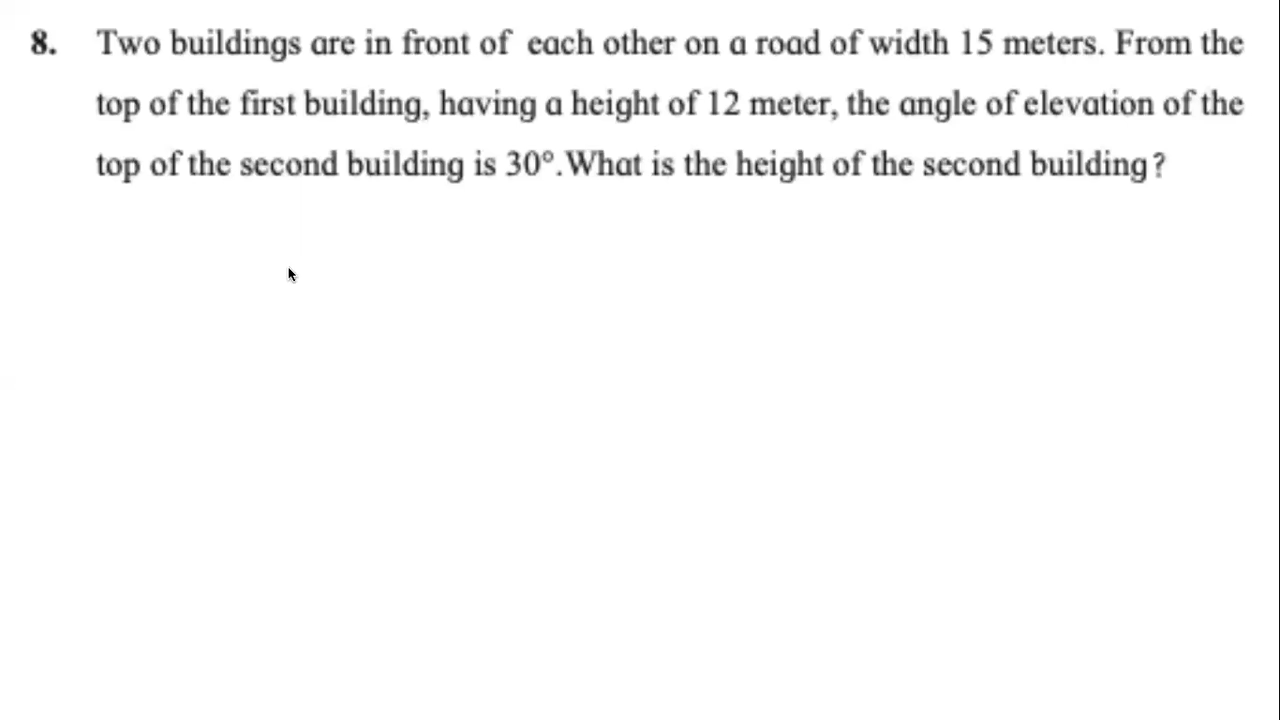 8. Two buildings are in front of each other on a road of width 15 meters. From the
top of the first building, having a height of 12 meter, the angle of elevation of the
top of the second building is 30°.What is the height of the second building?